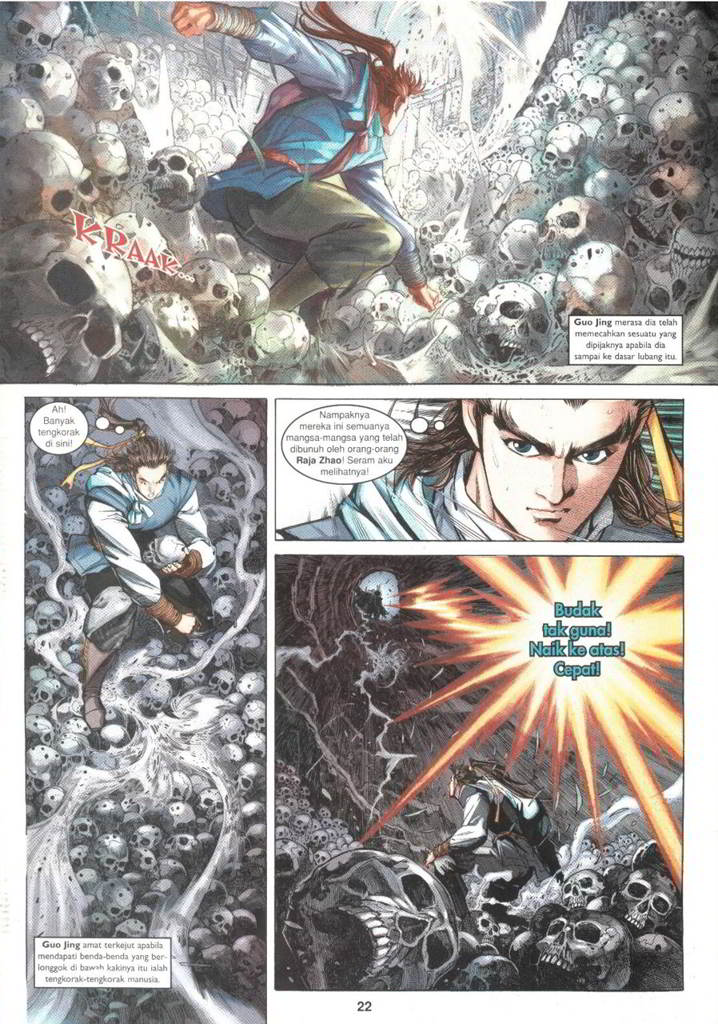 KRAAK...
Guo Jing merasa dia telah
memecahkan sesuatu yang
dipijaknya apabila dia
sampai ke dasar lubang itu.
Ah!
Banyak
tengkorak
di sini!
Nampaknya
mereka ini semuanya
mangsa-mangsa yang telah
dibunuh oleh orang-orang
Raja Zhao! Seram aku
melihatnya!
Budak
tak guna!
Naik ke atas!
Cepat!
Guo Jing amat terkejut apabila
mendapati benda-benda yang ber-
longgok di bawah kakinya itu ialah
tengkorak-tengkorak manusia.
22